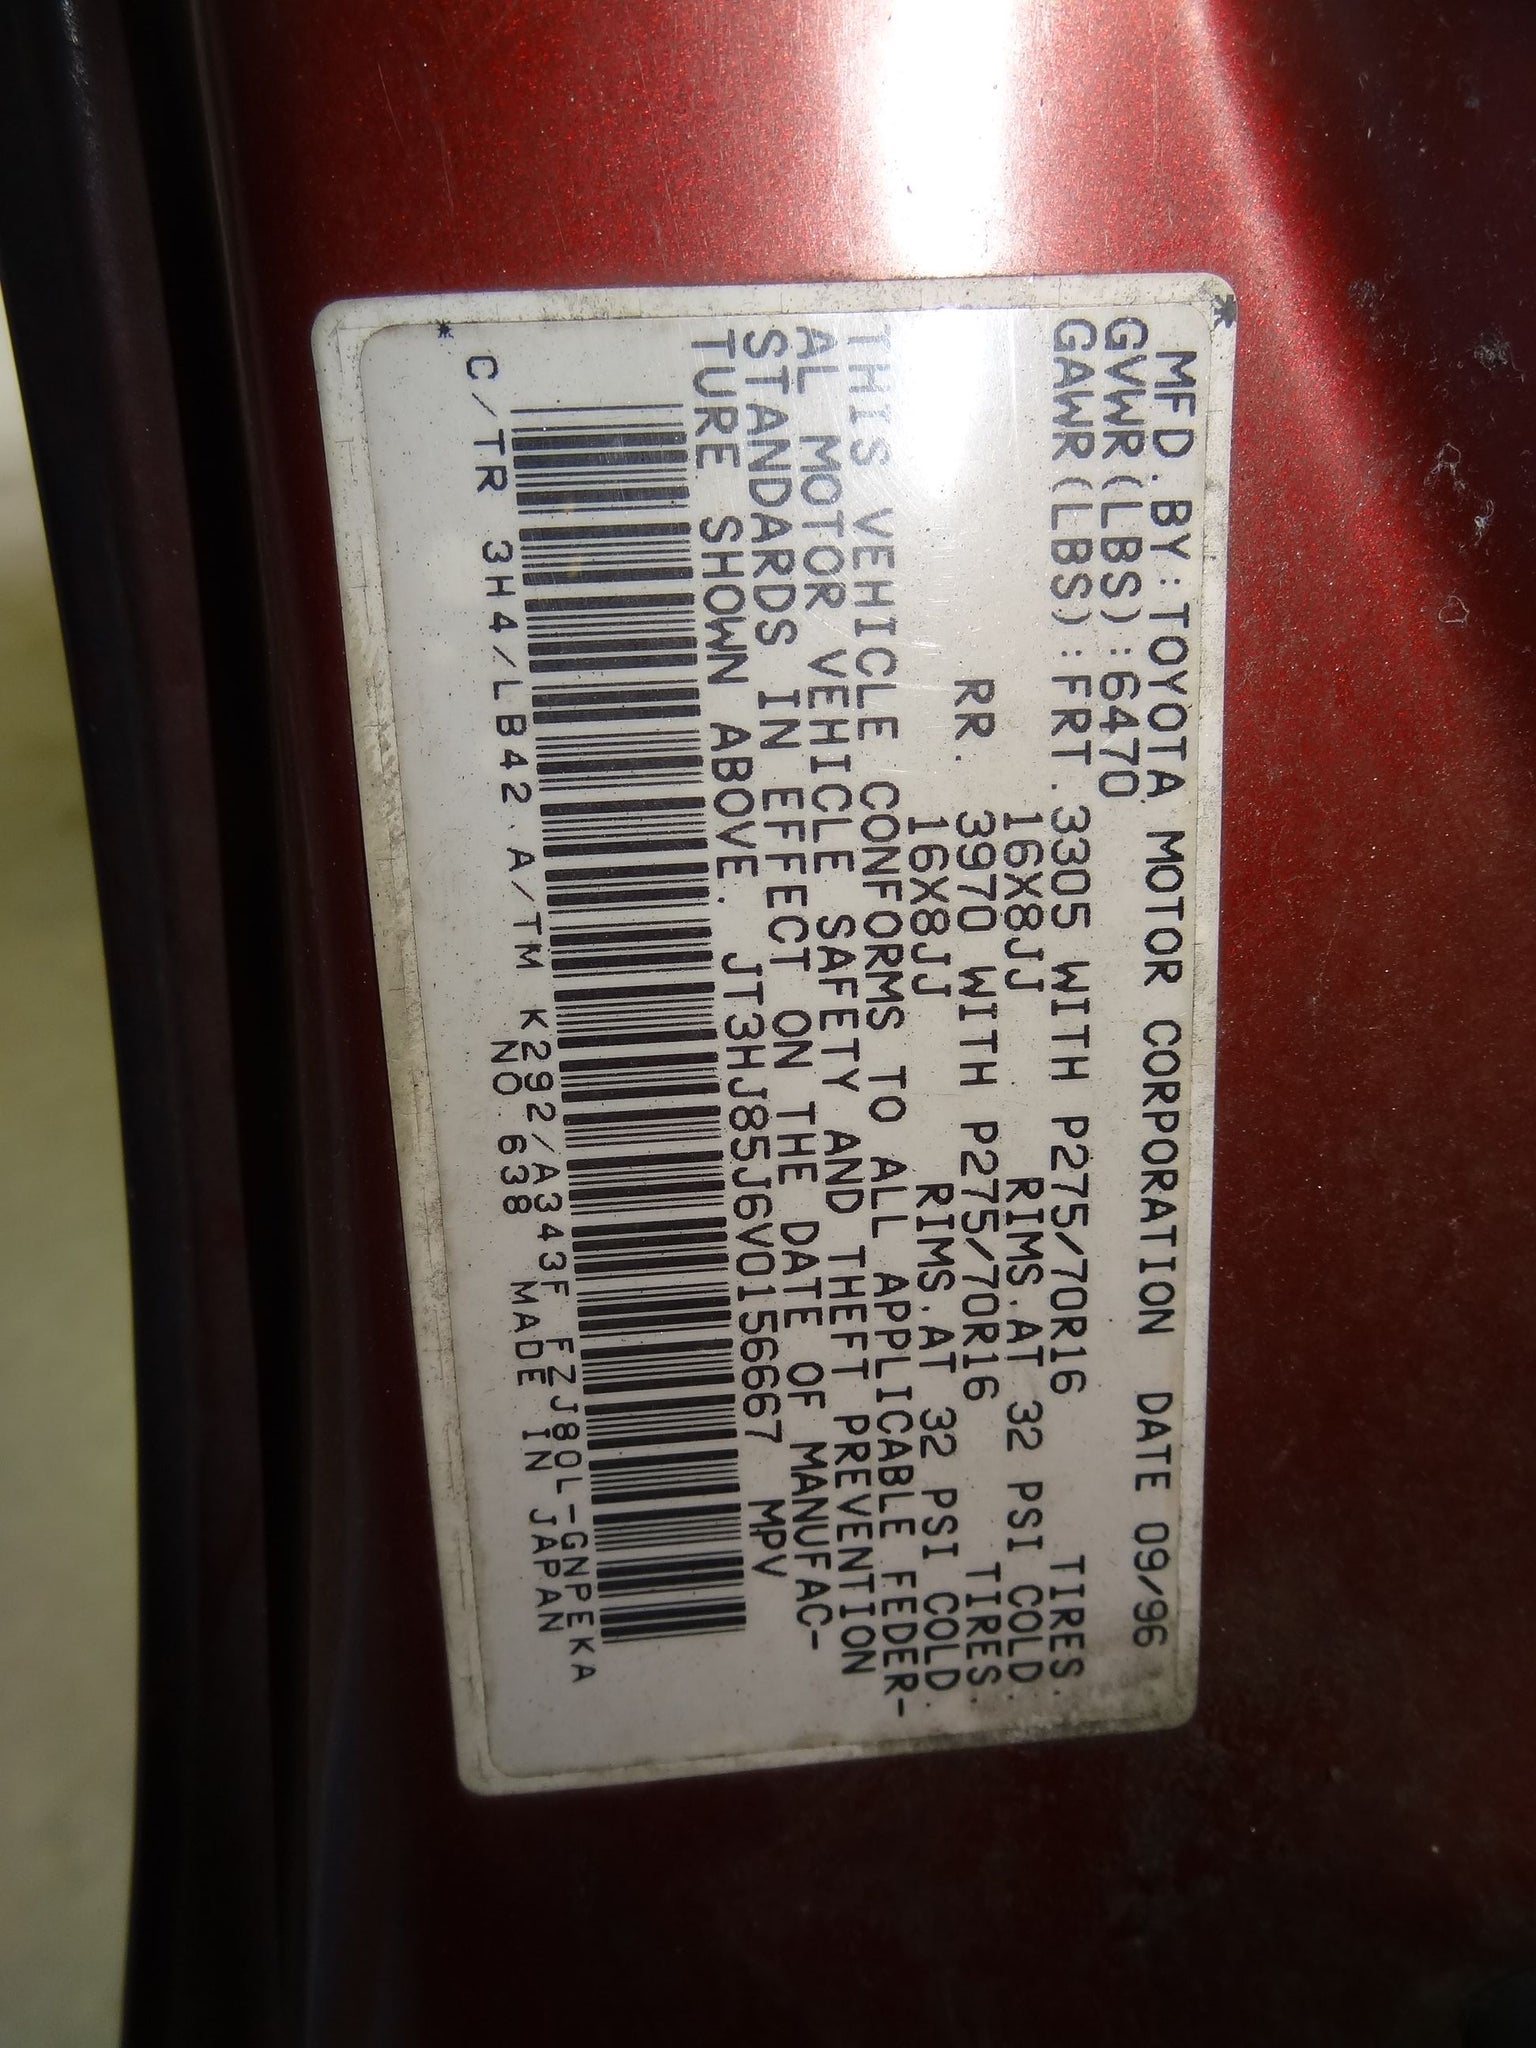 MFD.BY:TOYOTA MOTOR CORPORATION DATE 09/96
GVWR(LBS):6470
GAWR(LBS):FRT.3305 WITH P275/70R16 TIRES.
16X8JJ RIMS.AT 32 PSI COLD.
RR. 3970 WITH P275/70R16 TIRES.
16X8JJ RIMS.AT 32 PSI COLD.
THIS VEHICLE CONFORMS TO ALL APPLICABLE FEDER-
AL MOTOR VEHICLE SAFETY AND THEFT PREVENTION
STANDARDS IN EFFECT ON THE DATE OF MANUFAC-
TURE SHOWN ABOVE. JT3HJ85J6V015667 MPV
C/TR 3H4/LB42 A/TM K292/A343F FZJ80L-GNPEKA
NO.638 MADE IN JAPAN